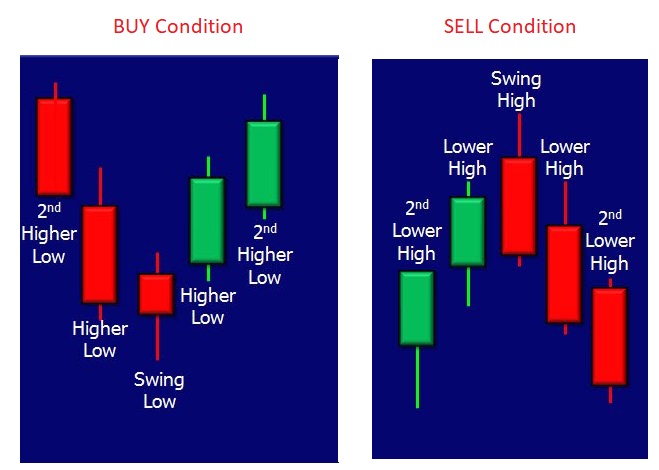 BUY Condition
SELL Condition
2nd
Higher
Low
Higher
Low
Swing
Low
Higher
Low
2nd
Higher
Low
2nd
Lower
High
Lower
High
Swing
High
Lower
High
2nd
Lower
High